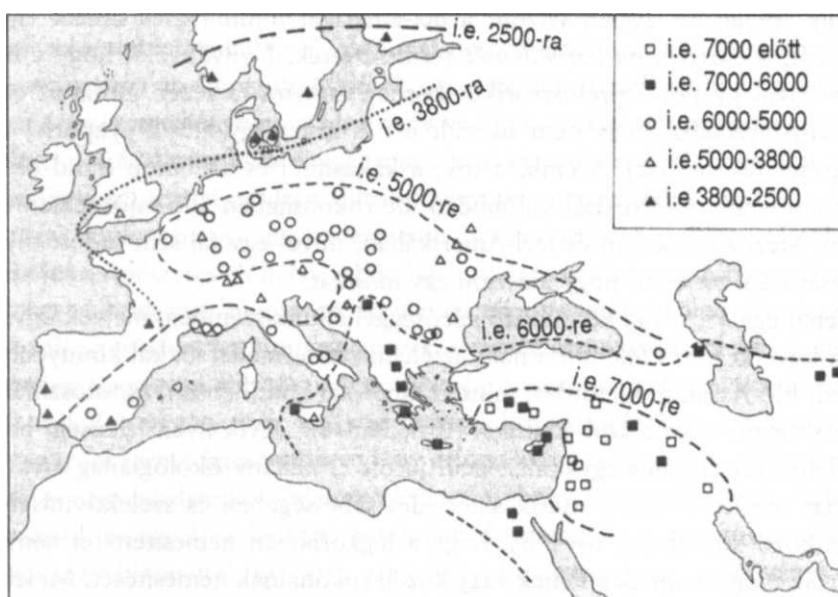 i.e. 2500-ra
i.e. 3800-ra
i.e. 5000-re
i.e. 6000-re
i.e. 7000-re
i.e. 7000 előtt
i.e. 7000-6000
i.e. 6000-5000
i.e.5000-3800
i.e 3800-2500